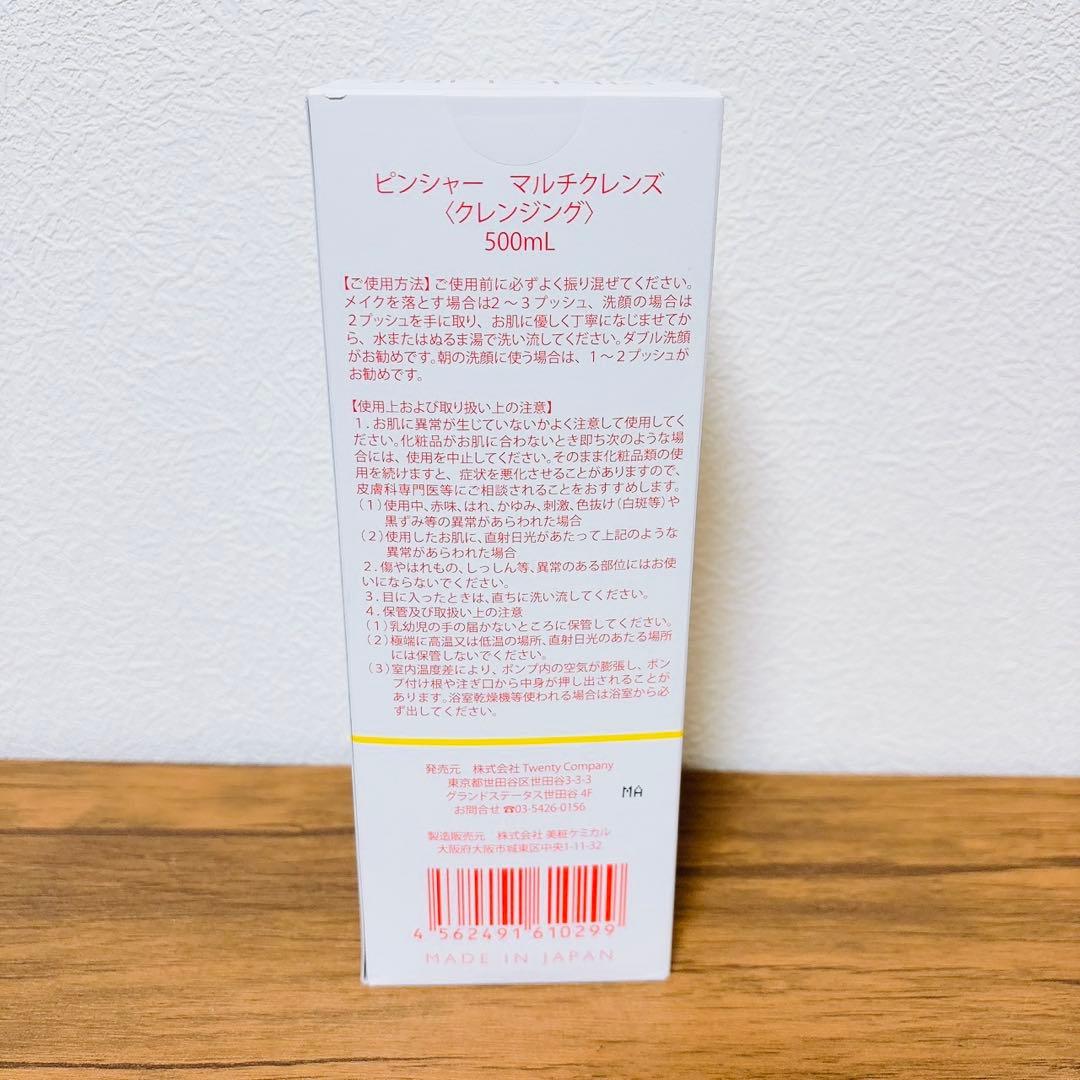 ピンシャー　マルチクレンズ
〈クレンジング〉
500mL
【ご使用方法】ご使用前に必ずよく振り混ぜてください。
メイクを落とす場合は2〜3プッシュ、洗顔の場合は
2プッシュを手に取り、お肌に優しく丁寧になじませてか
ら、水またはぬるま湯で洗い流してください。ダブル洗顔
がお勧めです。朝の洗顔に使う場合は、1〜2プッシュが
お勧めです。
【使用上および取り扱い上の注意】
1.お肌に異常が生じていないかよく注意して使用してく
ださい。化粧品がお肌に合わないとき即ち次のような場
合には、使用を中止してください。そのまま化粧品類の使
用を続けますと、症状を悪化させることがありますので、
皮膚科専門医等にご相談されることをおすすめします。
(1)使用中、赤味、はれ、かゆみ、刺激、色抜け(白斑等)や
黒ずみ等の異常があらわれた場合
(2)使用したお肌に、直射日光があたって上記のような
異常があらわれた場合
2.傷やはれもの、しっしん等、異常のある部位にはお使
いにならないでください。
3.目に入ったときは、直ちに洗い流してください。
4.保管及び取扱い上の注意
(1)乳幼児の手の届かないところに保管してください。
(2)極端に高温又は低温の場所、直射日光のあたる場所
には保管しないでください。
(3)室内温度差により、ポンプ内の空気が膨張し、ポン
プ付け根や注ぎ口から中身が押し出されることが
あります。浴室乾燥機等使われる場合は浴室から必
ず出してください。
発売元　株式会社 Twenty Company
東京都世田谷区世田谷3-3-3
グランドステータス世田谷 4F
お問合せ ☎03-5426-0156
MA
製造販売元　株式会社 美粧ケミカル
大阪府大阪市城東区中央1-11-32
4 562491 610299
MADE IN JAPAN